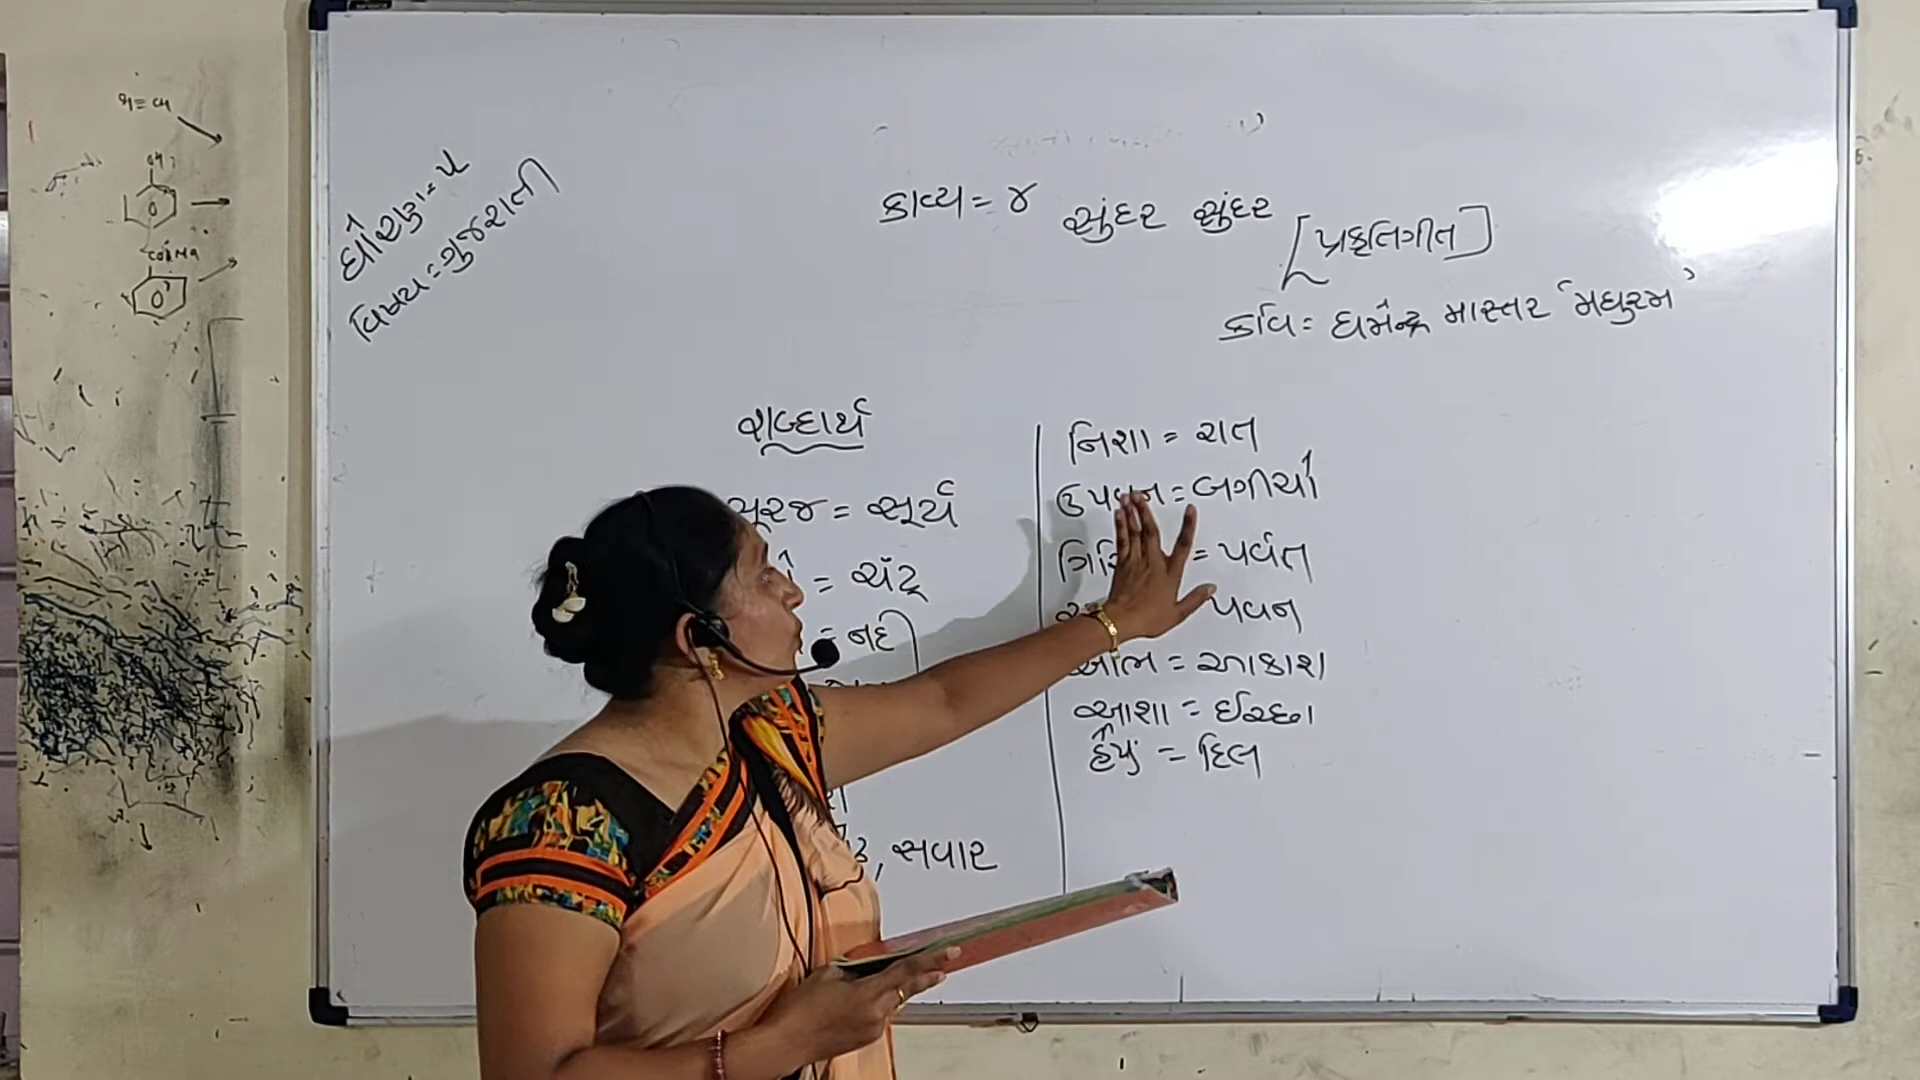 ધોરણ = ૫
વિષય = ગુજરાતી
કાવ્ય = ૪ સુંદર સુંદર
[પ્રકૃતિગીત]
કવિ = ધર્મેન્દ્ર માસ્તર 'મધુરમ'
શબ્દાર્થ
સૂરજ = સૂર્ય
= ચંદ્ર
= નદી
, સવાર
નિશા = રાત
ઉપવન = બગીચો
= પર્વત
પવન
આભ = આકાશ
આશા = ઈચ્છા
હૈયું = દિલ